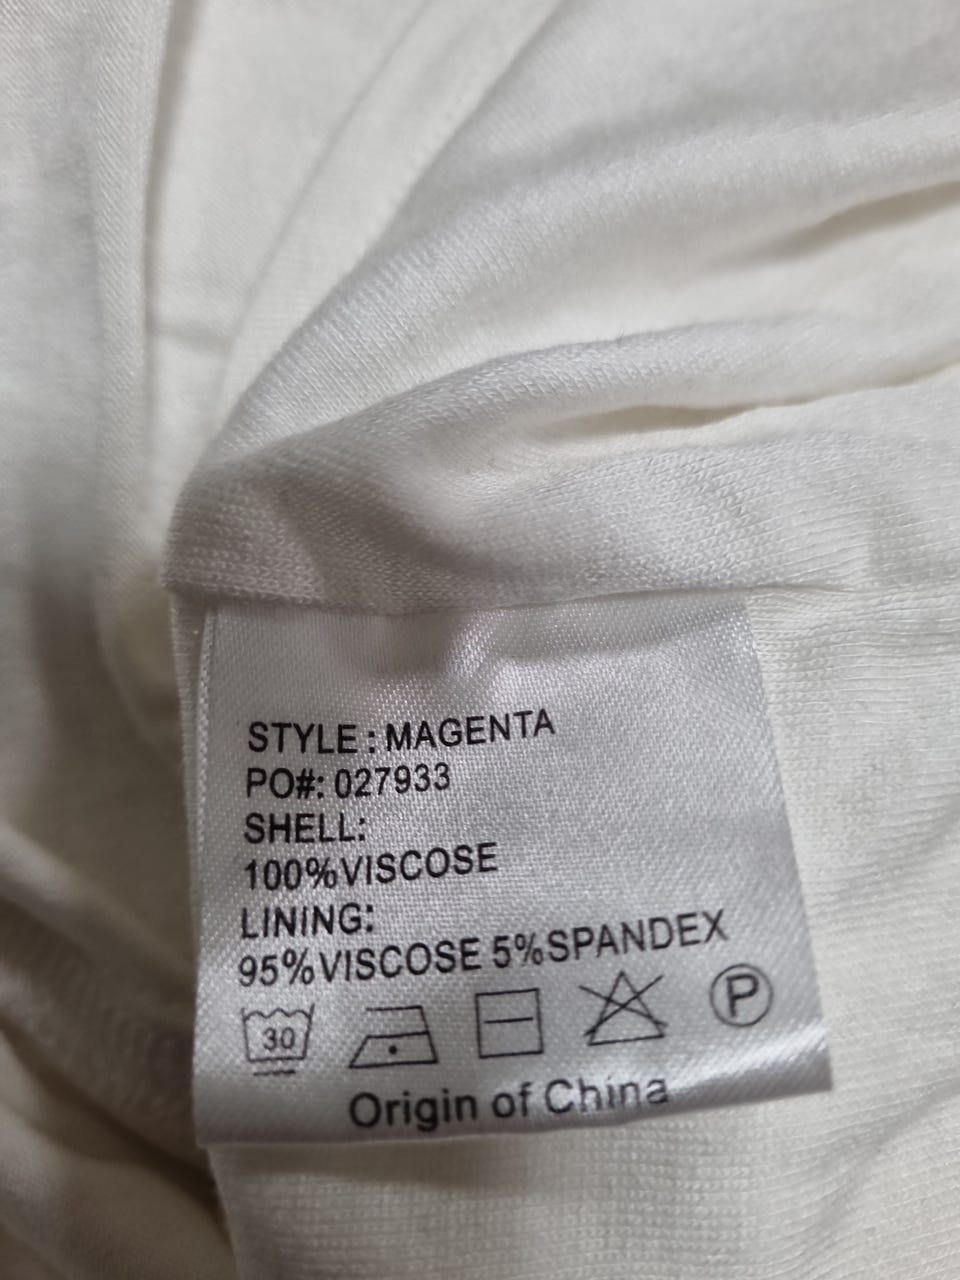 STYLE : MAGENTA
PO#: 027933
SHELL:
100%VISCOSE
LINING:
95%VISCOSE 5%SPANDEX
30 P
Origin of China